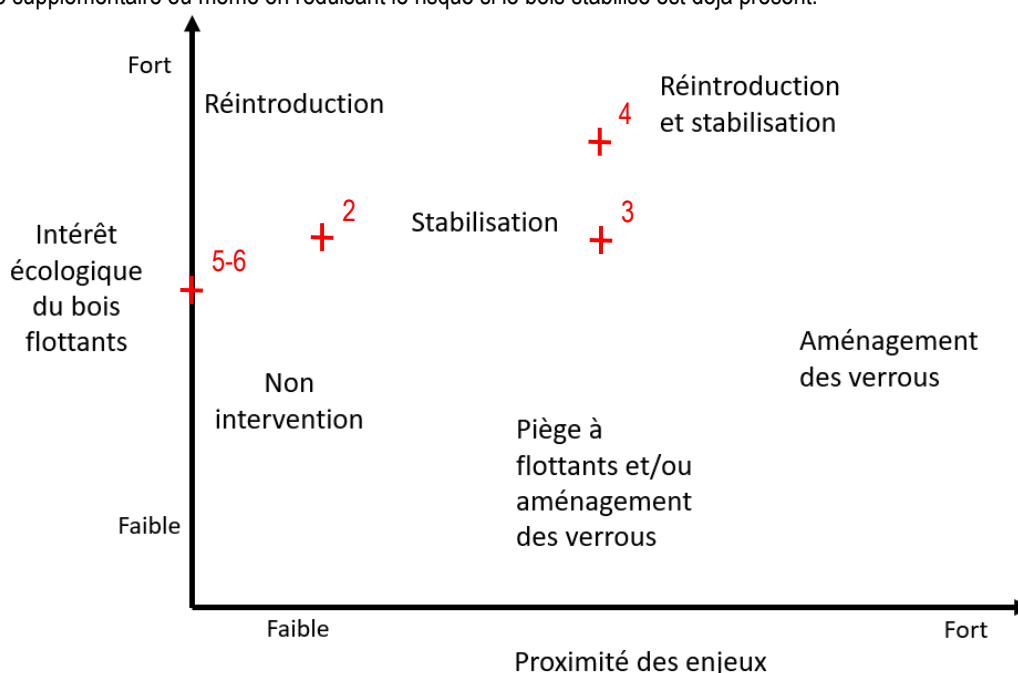 supplémentaire ou même en réduisant le risque si le bois stabilisé est déjà présent.
Fort
Réintroduction
Réintroduction
et stabilisation
4
2
Stabilisation
3
Intérêt
écologique
du bois
flottants
5-6
Aménagement
des verrous
Non
intervention
Piège à
flottants et/ou
aménagement
des verrous
Faible
Faible
Fort
Proximité des enjeux